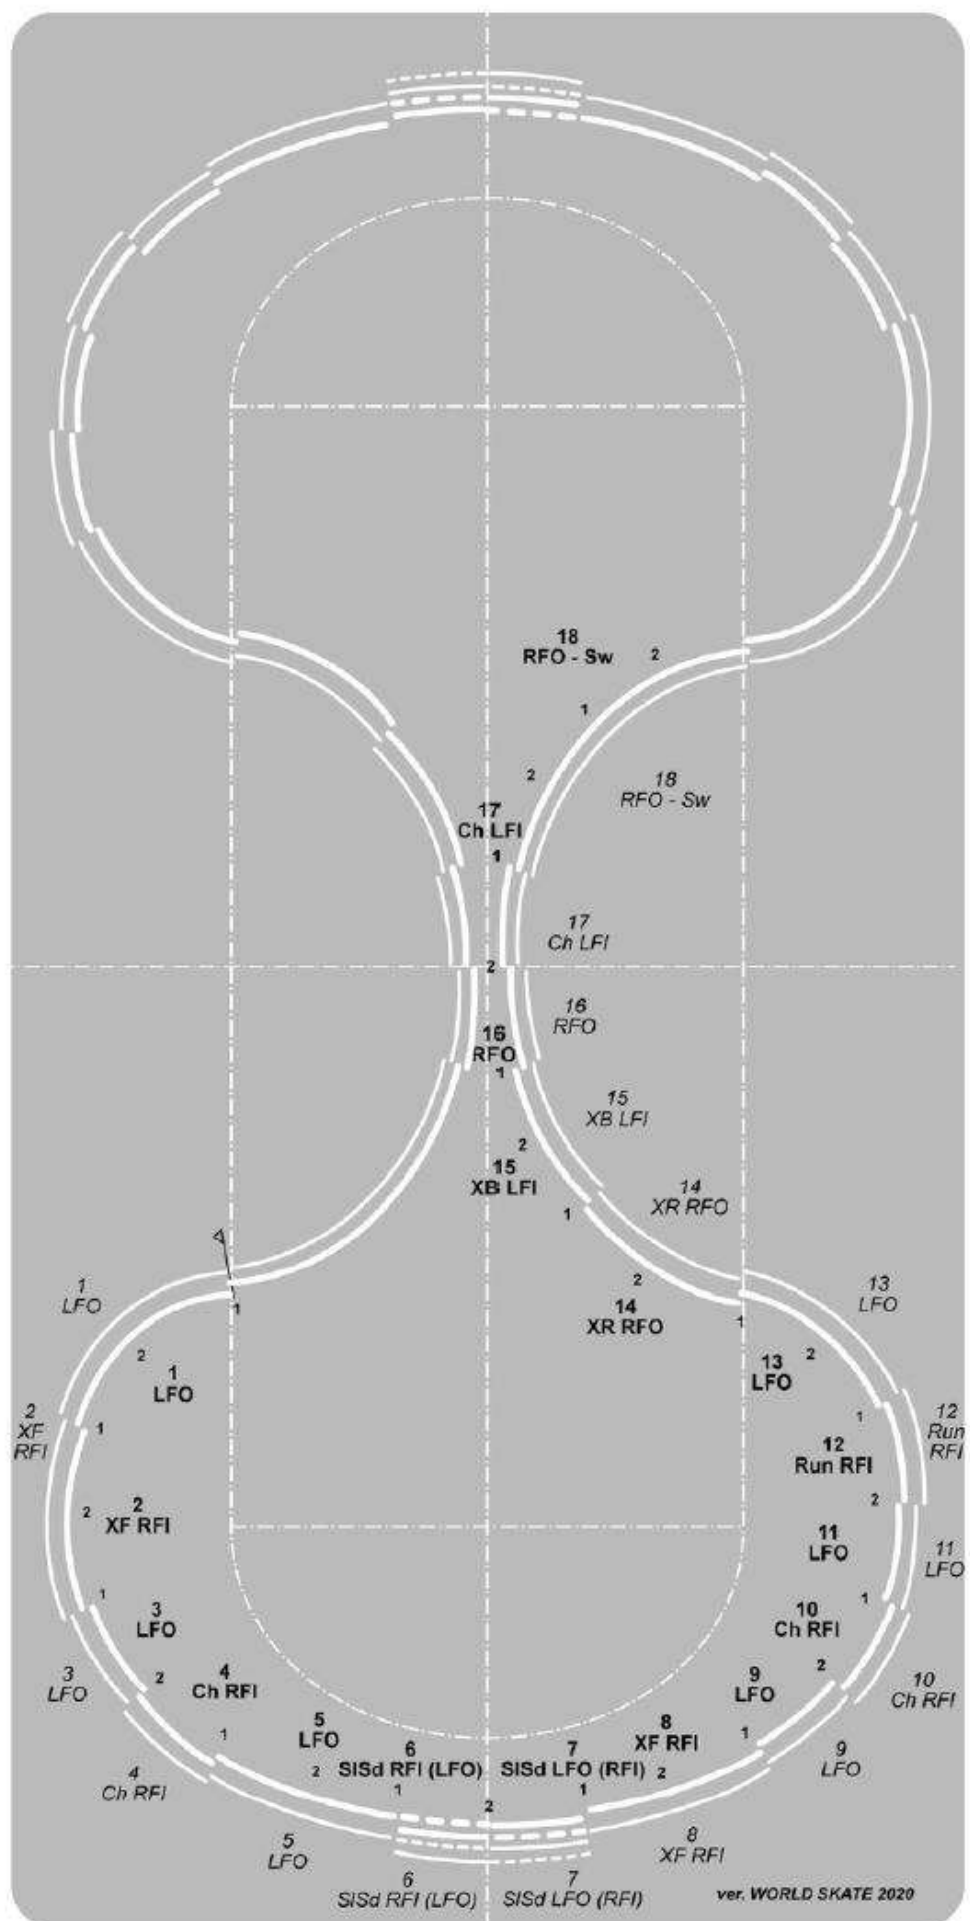 18
RFO - Sw
2
1
2
18
RFO - Sw
17
Ch LFI
1
17
Ch LFI
2
16
RFO
16
RFO
1
15
XB LFI
2
15
XB LFI
1
14
XR RFO
2
14
XR RFO
1
1
LFO
1
13
LFO
2
1
LFO
2
13
LFO
2
XF
RFI
1
1
12
Run
RFI
12
Run RFI
2
2
XF RFI
2
11
LFO
11
LFO
1
3
LFO
1
10
Ch RFI
3
LFO
2
4
Ch RFI
2
9
LFO
10
Ch RFI
1
5
LFO
8
XF RFI
1
6
SlSd RFI (LFO)
7
SlSd LFO (RFI)
2
2
1
2
1
9
LFO
4
Ch RFI
5
LFO
8
XF RFI
6
SlSd RFI (LFO)
7
SlSd LFO (RFI)
ver. WORLD SKATE 2020